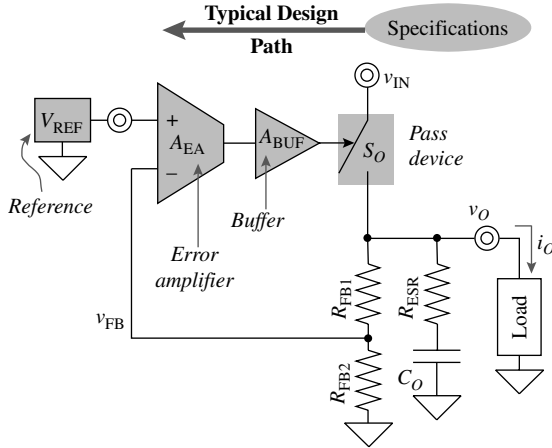 Typical Design
Path
Specifications
v_IN
V_REF
+
A_EA
−
A_BUF
S_O
Pass
device
Reference
Buffer
Error
amplifier
v_O
i_O
R_FB1
R_ESR
Load
v_FB
R_FB2
C_O